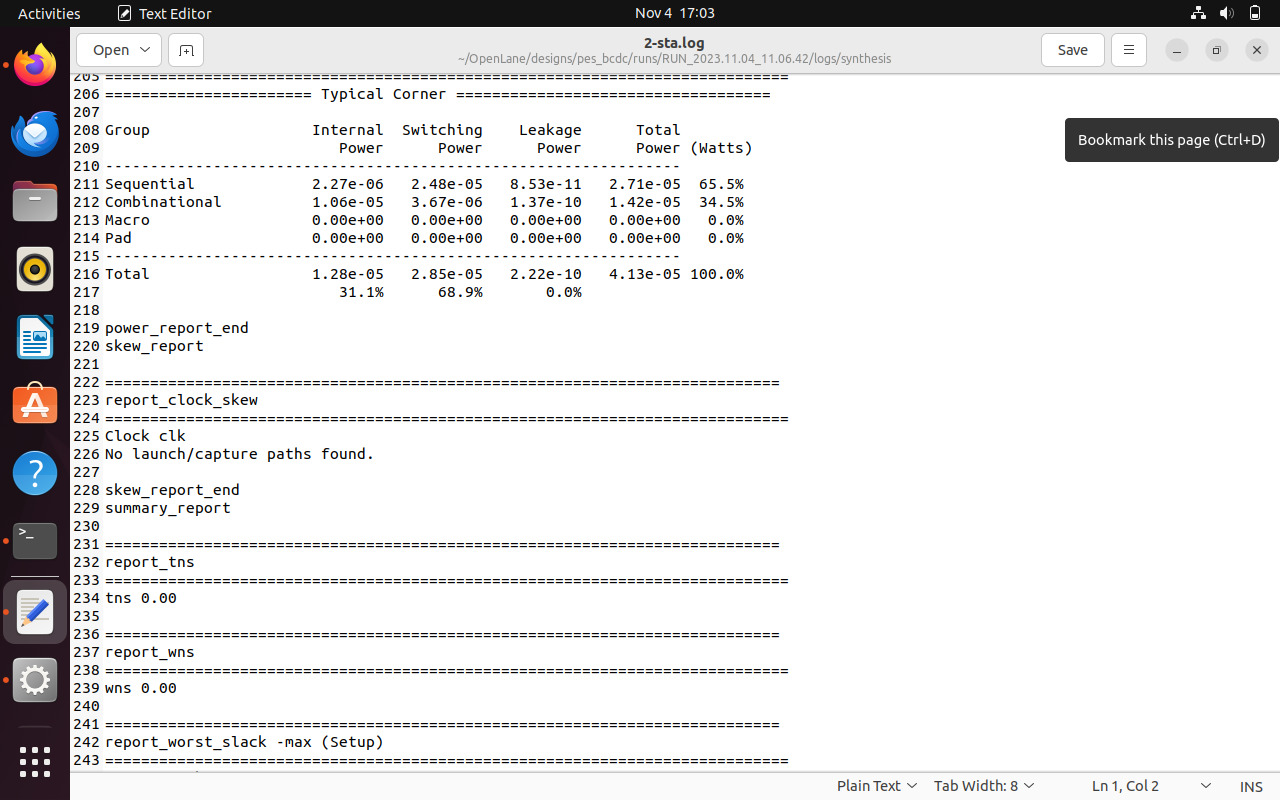 Activities Text Editor Nov 4 17:03
Open 2-sta.log Save
~/OpenLane/designs/pes_bcdc/runs/RUN_2023.11.04_11.06.42/logs/synthesis
Bookmark this page (Ctrl+D)
205 ============================================================================
206 ========================== Typical Corner ===================================
207
208 Group Internal Switching Leakage Total
209 Power Power Power Power (Watts)
210 ----------------------------------------------------------------
211 Sequential 2.27e-06 2.48e-05 8.53e-11 2.71e-05 65.5%
212 Combinational 1.06e-05 3.67e-06 1.37e-10 1.42e-05 34.5%
213 Macro 0.00e+00 0.00e+00 0.00e+00 0.00e+00 0.0%
214 Pad 0.00e+00 0.00e+00 0.00e+00 0.00e+00 0.0%
215 ----------------------------------------------------------------
216 Total 1.28e-05 2.85e-05 2.22e-10 4.13e-05 100.0%
217 31.1% 68.9% 0.0%
218
219 power_report_end
220 skew_report
221
222 ===========================================================================
223 report_clock_skew
224 ============================================================================
225 Clock clk
226 No launch/capture paths found.
227
228 skew_report_end
229 summary_report
230
231 ===========================================================================
232 report_tns
233 ============================================================================
234 tns 0.00
235
236 ===========================================================================
237 report_wns
238 ============================================================================
239 wns 0.00
240
241 ===========================================================================
242 report_worst_slack -max (Setup)
243 ============================================================================
Plain Text Tab Width: 8 Ln 1, Col 2 INS